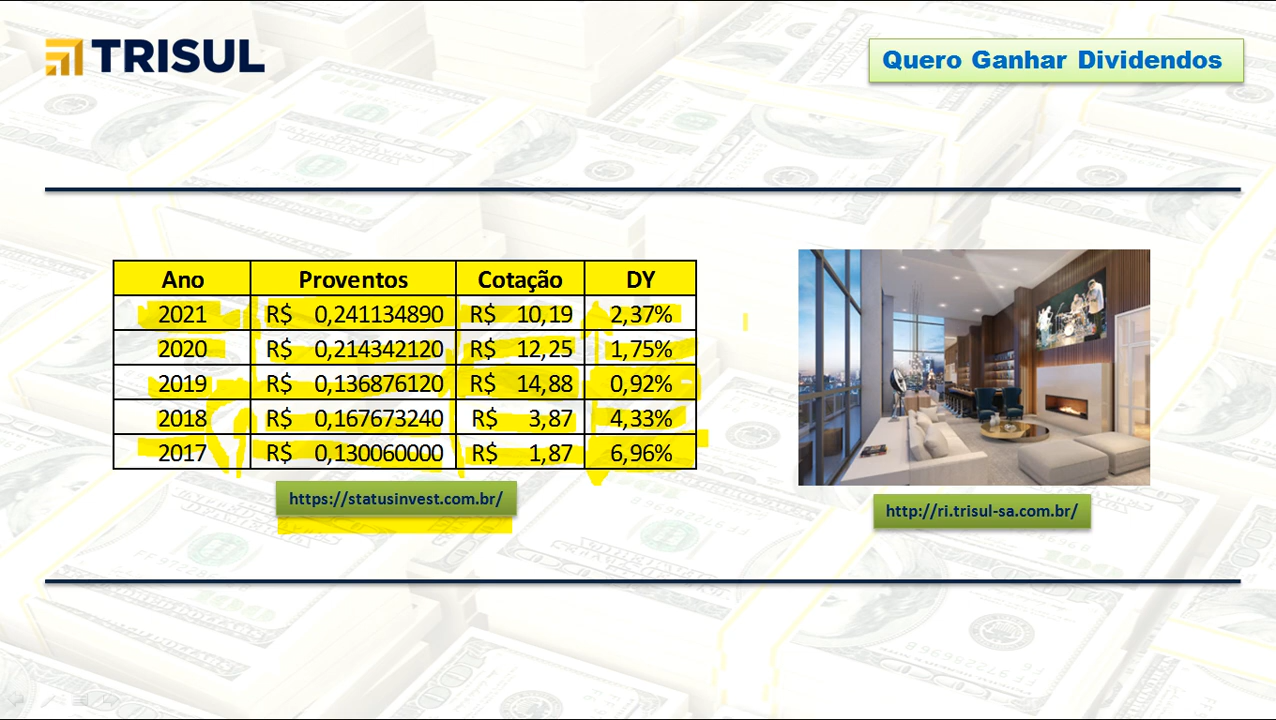 TRISUL
Quero Ganhar Dividendos
Ano Proventos Cotação DY
2021 R$ 0,241134890 R$ 10,19 2,37%
2020 R$ 0,214342120 R$ 12,25 1,75%
2019 R$ 0,136876120 R$ 14,88 0,92%
2018 R$ 0,167673240 R$ 3,87 4,33%
2017 R$ 0,130060000 R$ 1,87 6,96%
https://statusinvest.com.br/
http://ri.trisul-sa.com.br/